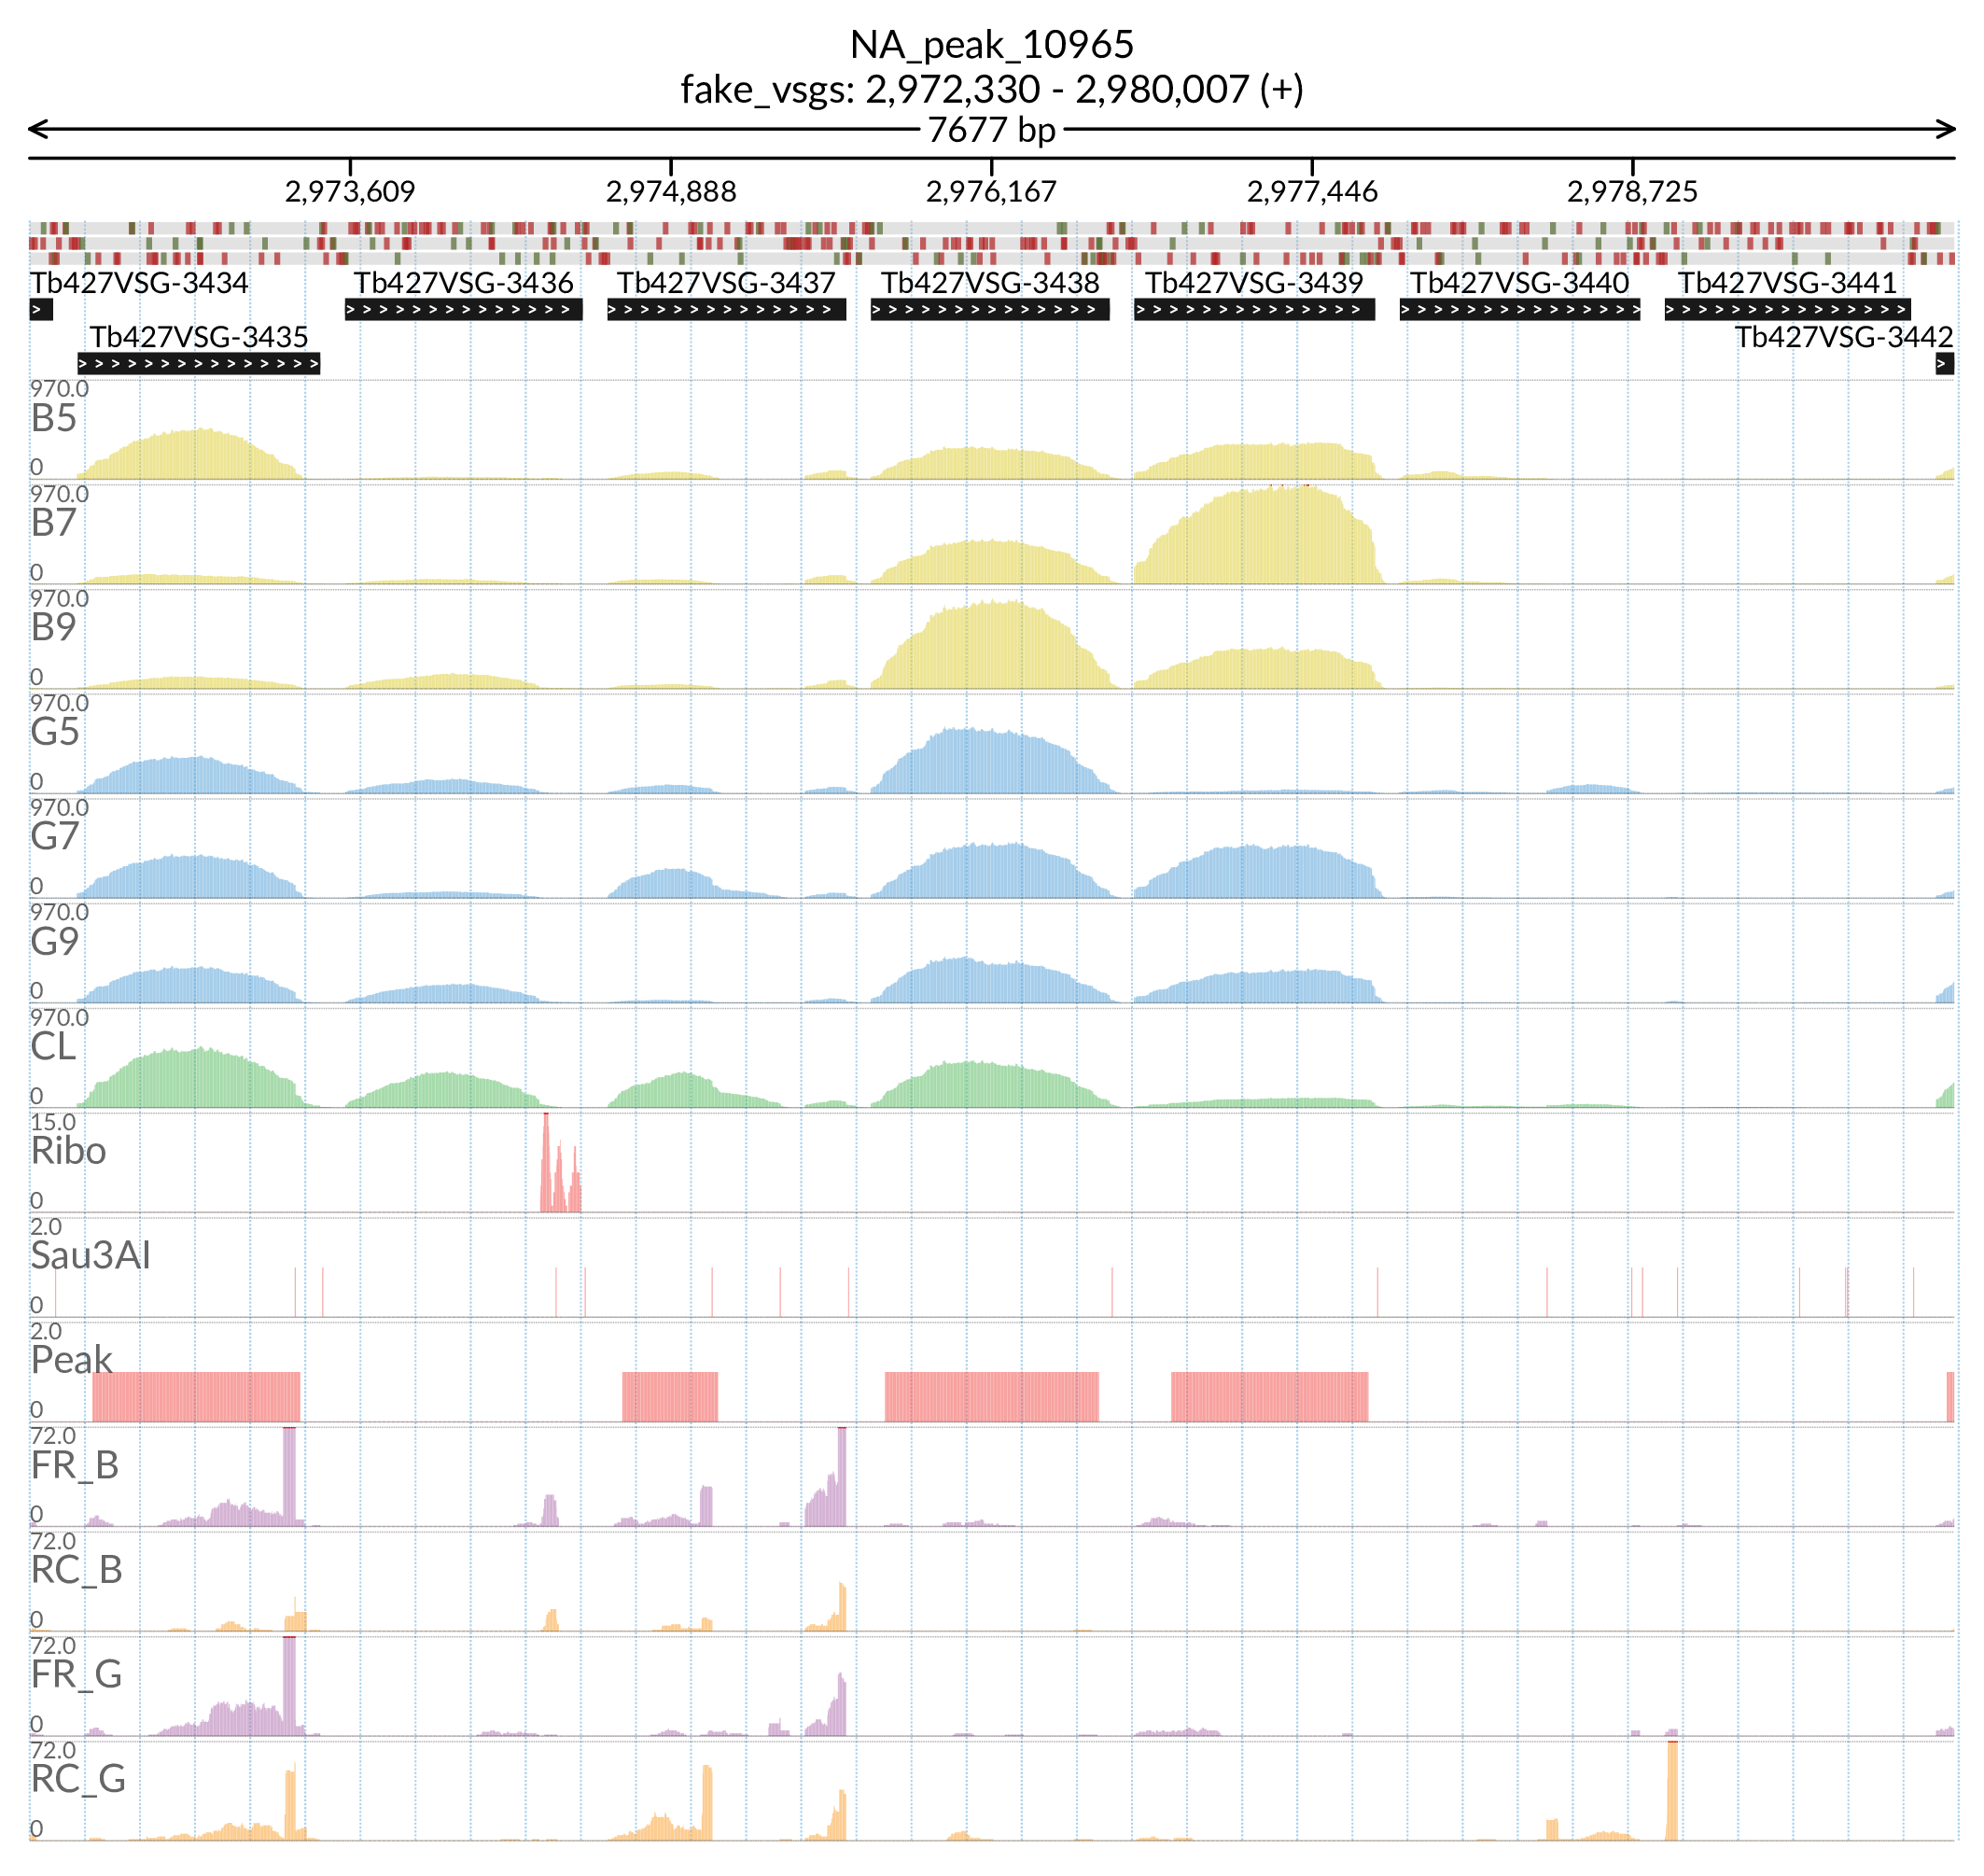 NA_peak_10965
fake_vsgs: 2,972,330 - 2,980,007 (+)
7677 bp
2,973,609 2,974,888 2,976,167 2,977,446 2,978,725
Tb427VSG-3434 Tb427VSG-3436 Tb427VSG-3437 Tb427VSG-3438 Tb427VSG-3439 Tb427VSG-3440 Tb427VSG-3441
Tb427VSG-3435 Tb427VSG-3442
970.0
B5
0
970.0
B7
0
970.0
B9
0
970.0
G5
0
970.0
G7
0
970.0
G9
0
970.0
CL
0
15.0
Ribo
0
2.0
Sau3AI
0
2.0
Peak
0
72.0
FR_B
0
72.0
RC_B
0
72.0
FR_G
0
72.0
RC_G
0